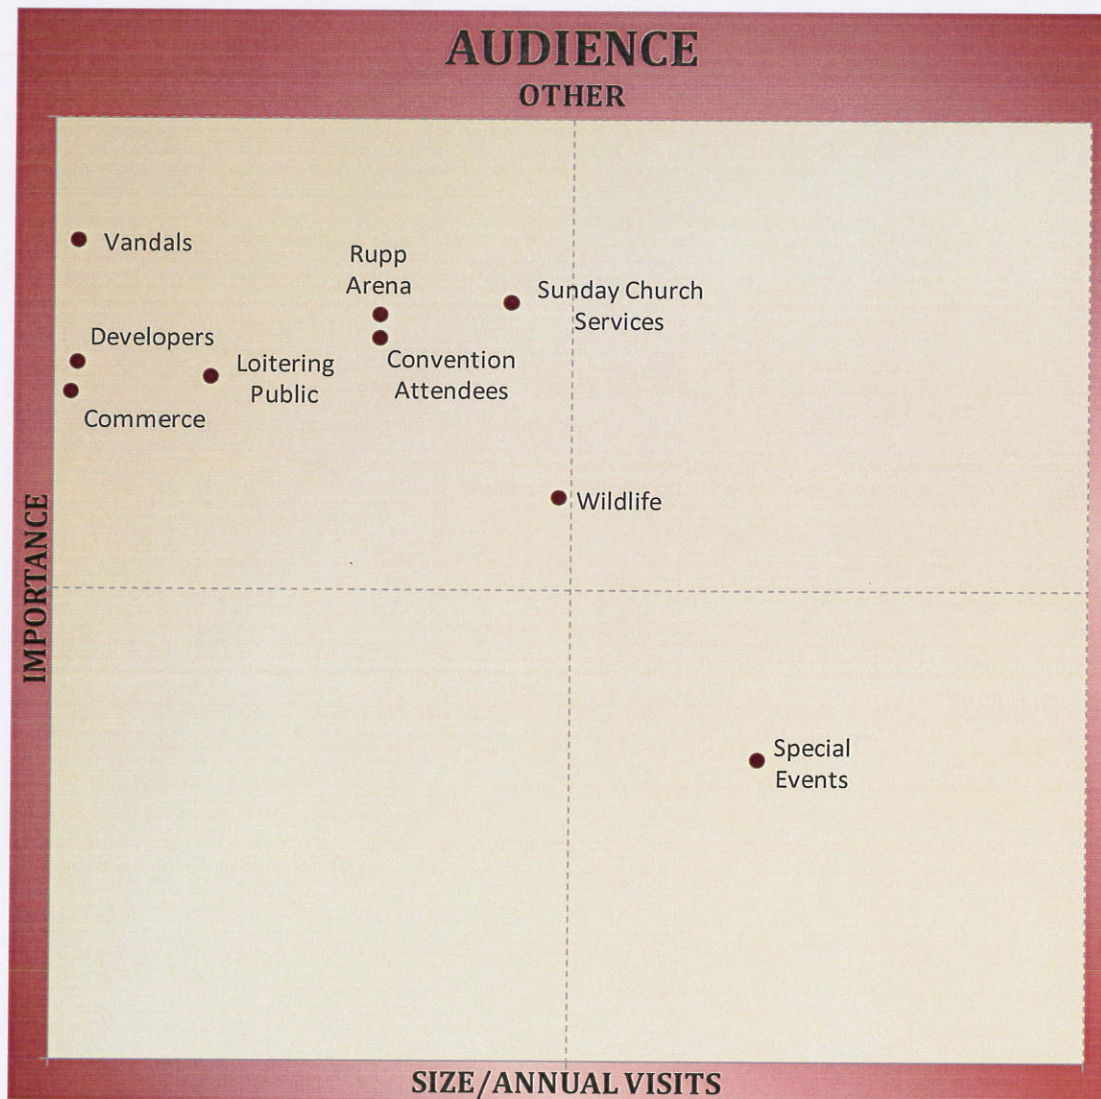 AUDIENCE
OTHER
Vandals
Rupp
Arena
Sunday Church
Services
Developers
Loitering
Public
Convention
Attendees
Commerce
Wildlife
IMPORTANCE
Special
Events
SIZE/ANNUAL VISITS